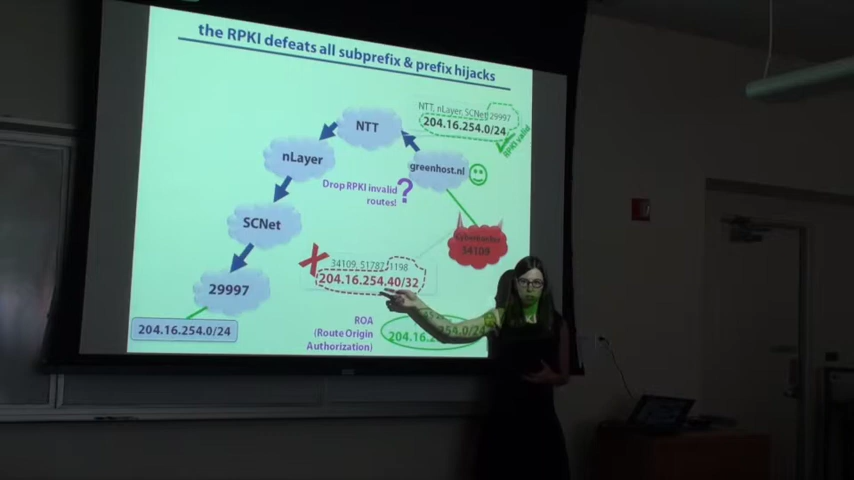 the RPKI defeats all subprefix & prefix hijacks
NTT, nLayer, SCNet, 29997
204.16.254.0/24
RPKI valid
NTT
nLayer
greenhost.nl
Drop RPKI invalid
routes!
?
SCNet
34109
34109, 51787, 1198
204.16.254.40/32
29997
204.16.254.0/24
ROA
(Route Origin
Authorization)